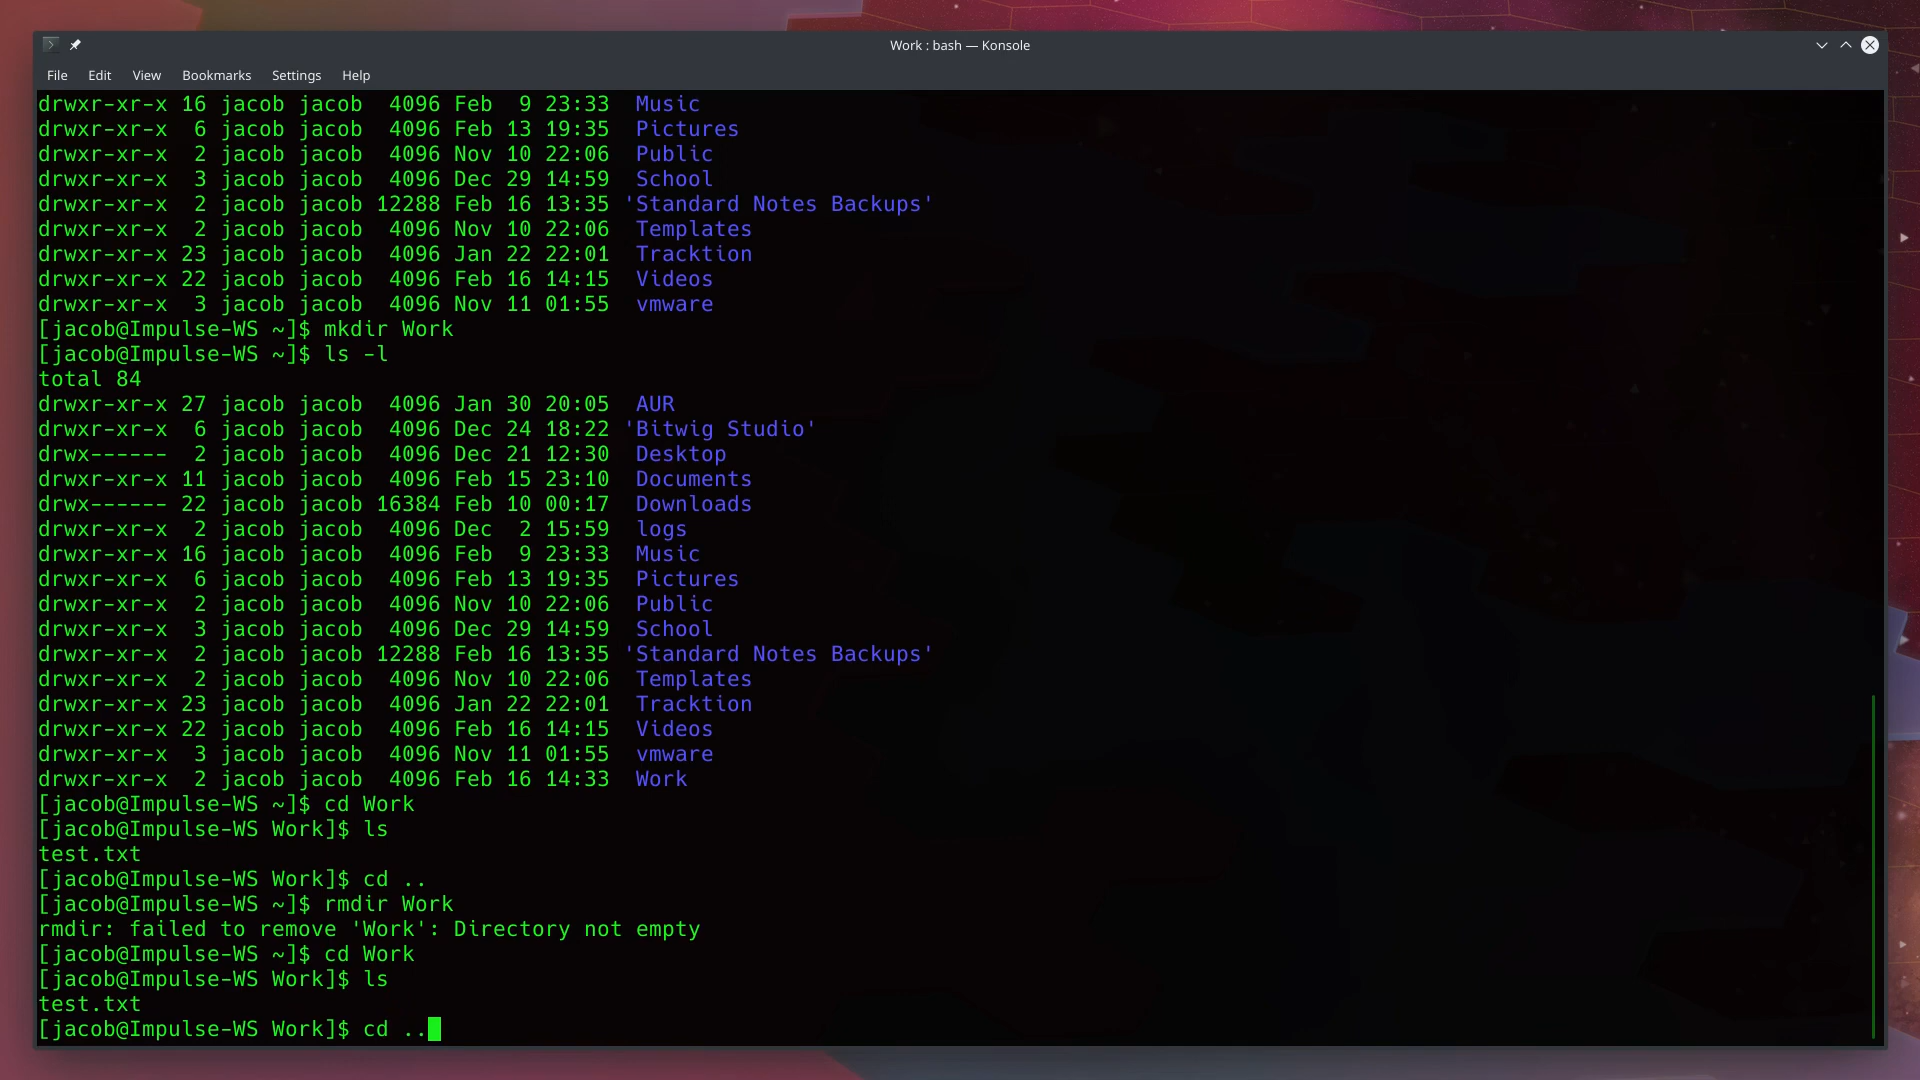 Work : bash — Konsole
File Edit View Bookmarks Settings Help
drwxr-xr-x 16 jacob jacob  4096 Feb  9 23:33  Music
drwxr-xr-x  6 jacob jacob  4096 Feb 13 19:35  Pictures
drwxr-xr-x  2 jacob jacob  4096 Nov 10 22:06  Public
drwxr-xr-x  3 jacob jacob  4096 Dec 29 14:59  School
drwxr-xr-x  2 jacob jacob 12288 Feb 16 13:35 'Standard Notes Backups'
drwxr-xr-x  2 jacob jacob  4096 Nov 10 22:06  Templates
drwxr-xr-x 23 jacob jacob  4096 Jan 22 22:01  Tracktion
drwxr-xr-x 22 jacob jacob  4096 Feb 16 14:15  Videos
drwxr-xr-x  3 jacob jacob  4096 Nov 11 01:55  vmware
[jacob@Impulse-WS ~]$ mkdir Work
[jacob@Impulse-WS ~]$ ls -l
total 84
drwxr-xr-x 27 jacob jacob  4096 Jan 30 20:05  AUR
drwxr-xr-x  6 jacob jacob  4096 Dec 24 18:22 'Bitwig Studio'
drwx------  2 jacob jacob  4096 Dec 21 12:30  Desktop
drwxr-xr-x 11 jacob jacob  4096 Feb 15 23:10  Documents
drwx------ 22 jacob jacob 16384 Feb 10 00:17  Downloads
drwxr-xr-x  2 jacob jacob  4096 Dec  2 15:59  logs
drwxr-xr-x 16 jacob jacob  4096 Feb  9 23:33  Music
drwxr-xr-x  6 jacob jacob  4096 Feb 13 19:35  Pictures
drwxr-xr-x  2 jacob jacob  4096 Nov 10 22:06  Public
drwxr-xr-x  3 jacob jacob  4096 Dec 29 14:59  School
drwxr-xr-x  2 jacob jacob 12288 Feb 16 13:35 'Standard Notes Backups'
drwxr-xr-x  2 jacob jacob  4096 Nov 10 22:06  Templates
drwxr-xr-x 23 jacob jacob  4096 Jan 22 22:01  Tracktion
drwxr-xr-x 22 jacob jacob  4096 Feb 16 14:15  Videos
drwxr-xr-x  3 jacob jacob  4096 Nov 11 01:55  vmware
drwxr-xr-x  2 jacob jacob  4096 Feb 16 14:33  Work
[jacob@Impulse-WS ~]$ cd Work
[jacob@Impulse-WS Work]$ ls
test.txt
[jacob@Impulse-WS Work]$ cd ..
[jacob@Impulse-WS ~]$ rmdir Work
rmdir: failed to remove 'Work': Directory not empty
[jacob@Impulse-WS ~]$ cd Work
[jacob@Impulse-WS Work]$ ls
test.txt
[jacob@Impulse-WS Work]$ cd ..